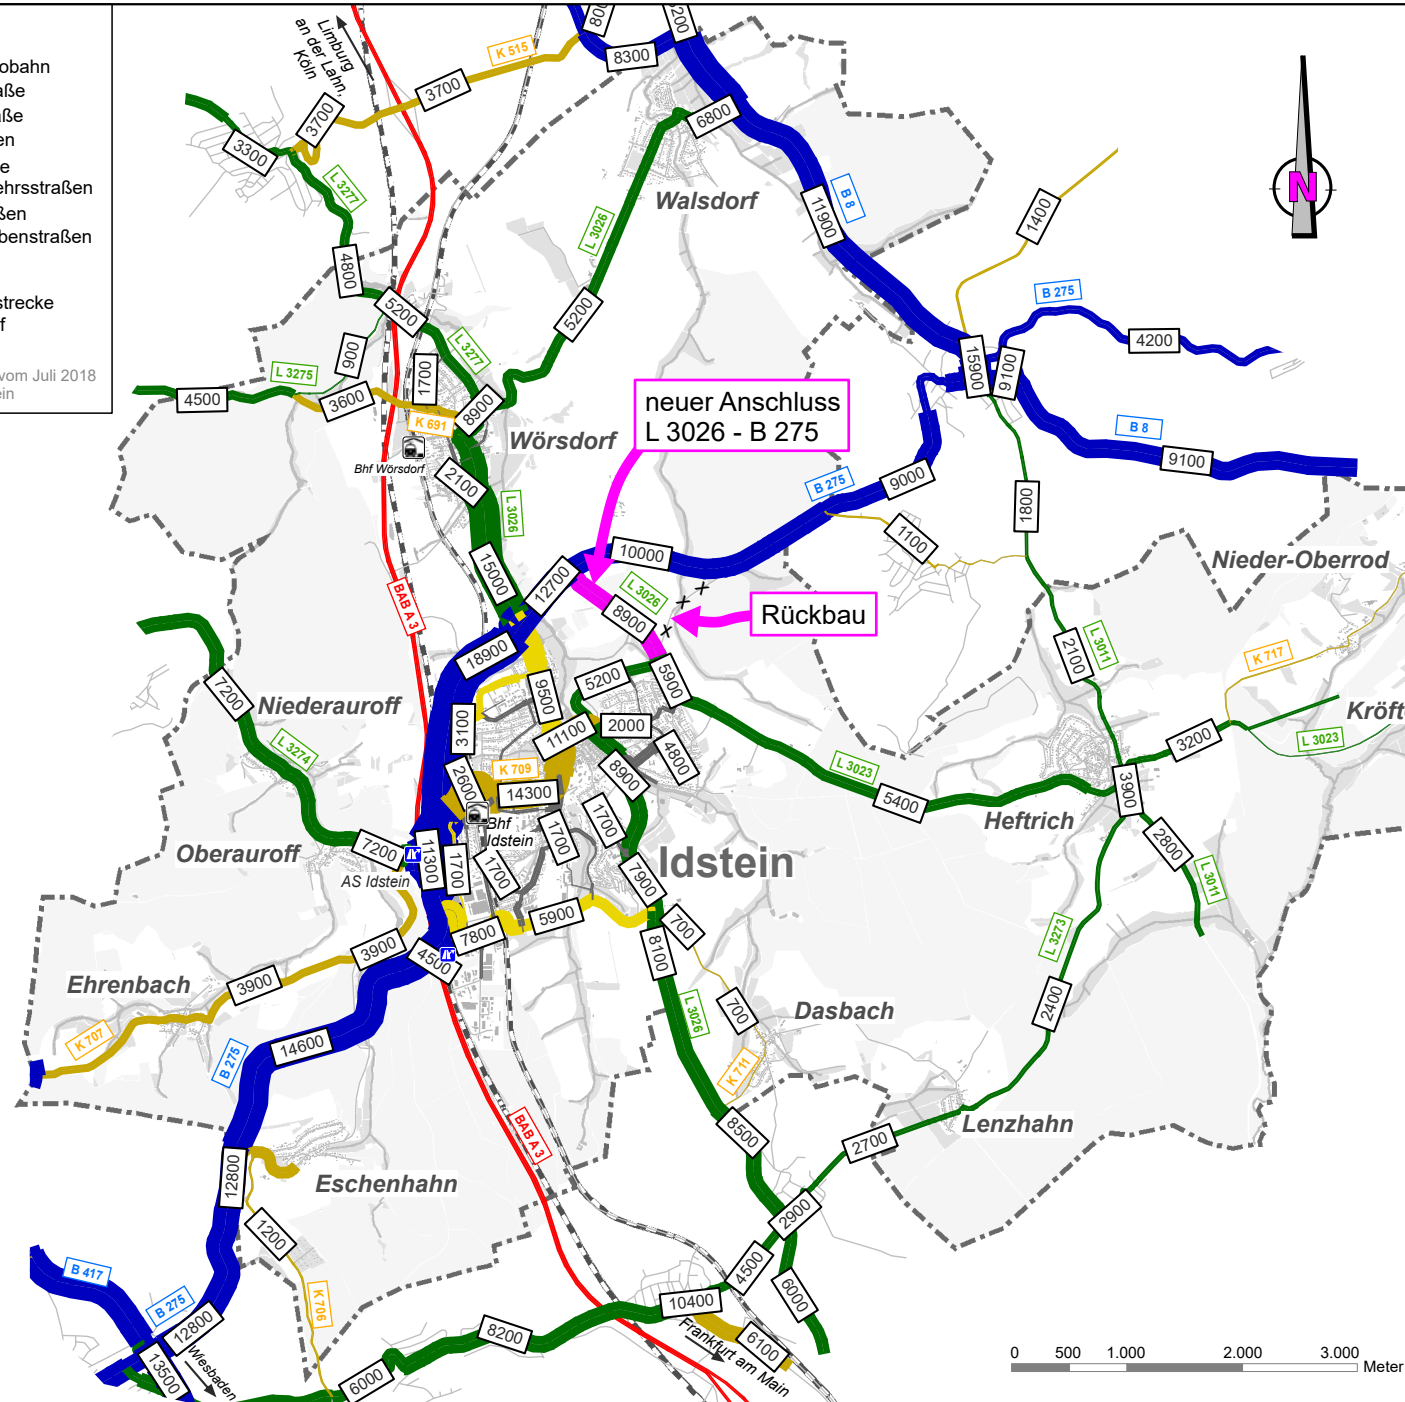 obahn
aße
aße
en
e
ehrsstraßen
ßen
benstraßen
strecke
f
vom Juli 2018
ein
Limburg
an der Lahn,
Köln
800
200
8300
K 515
3700
3700
3300
6800
L 3277
Walsdorf
B 8
11900
L 3026
1400
4800
5200
5200
B 275
4200
900
L 3277
1700
15900
9100
L 3275
4500
3600
8900
K 691
neuer Anschluss
L 3026 - B 275
B 8
9100
Wörsdorf
Bhf Wörsdorf
2100
L 3026
B 275
9000
1800
1100
10000
15000
12700
Nieder-Oberrod
BAB A 3
L 3026
8900
Rückbau
18900
2100
L 3011
K 717
7200
Niederauroff
5200
5900
9500
3100
2000
11100
Kröft
L 3274
L 3023
3200
L 3023
4800
K 709
2600
14300
8900
5400
3900
Bhf
Idstein
1700
1700
Heftrich
2800
Oberauroff
7200
11300
1700
1700
Idstein
AS Idstein
L 3011
7900
5900
7800
700
3900
4500
8100
L 3273
Ehrenbach
3900
2400
700
Dasbach
L 3026
K 707
14600
B 275
K 711
BAB A 3
8500
Lenzhahn
2700
12800
Eschenhahn
1200
2900
4500
B 417
6000
K 706
B 275
10400
12800
8200
6100
Frankfurt am Main
13500
Wiesbaden
6000
N
0 500 1.000 2.000 3.000
Meter